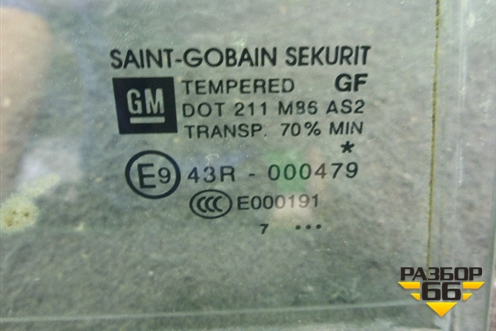 SAINT-GOBAIN SEKURIT
GM TEMPERED GF
DOT 211 M86 AS2
TRANSP. 70% MIN
*
E9 43R - 000479
CCC E000191
7 ...
РАЗБОР
66